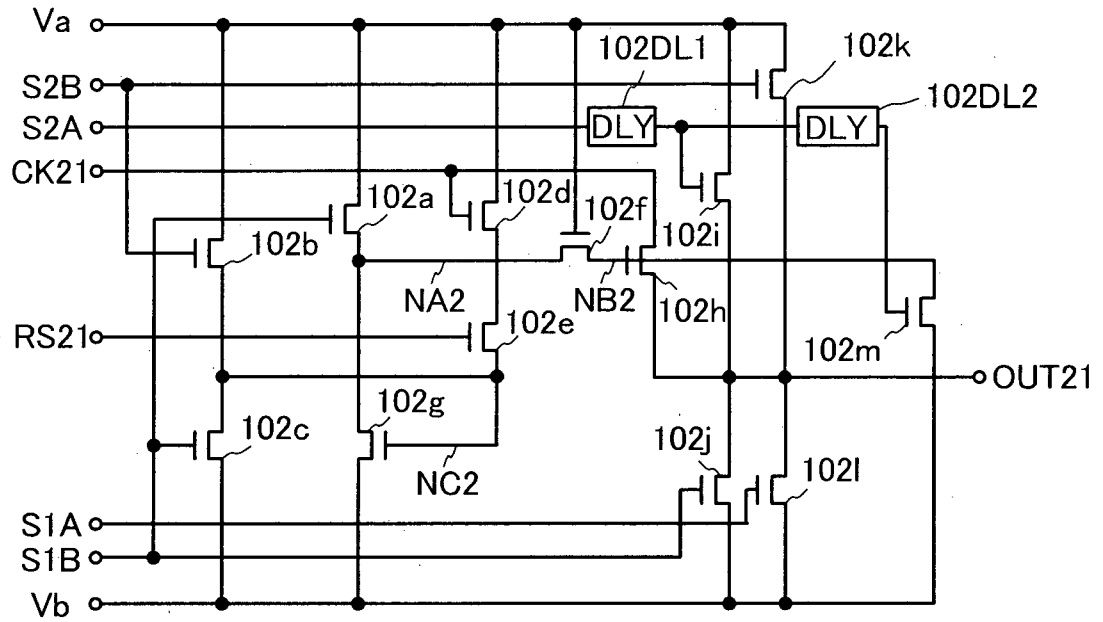 Va
102DL1
102k
S2B
102DL2
S2A
DLY
DLY
CK21
102a
102d
102f
102i
102b
NA2
NB2
102h
RS21
102e
102m
OUT21
102g
102c
102j
102l
NC2
S1A
S1B
Vb